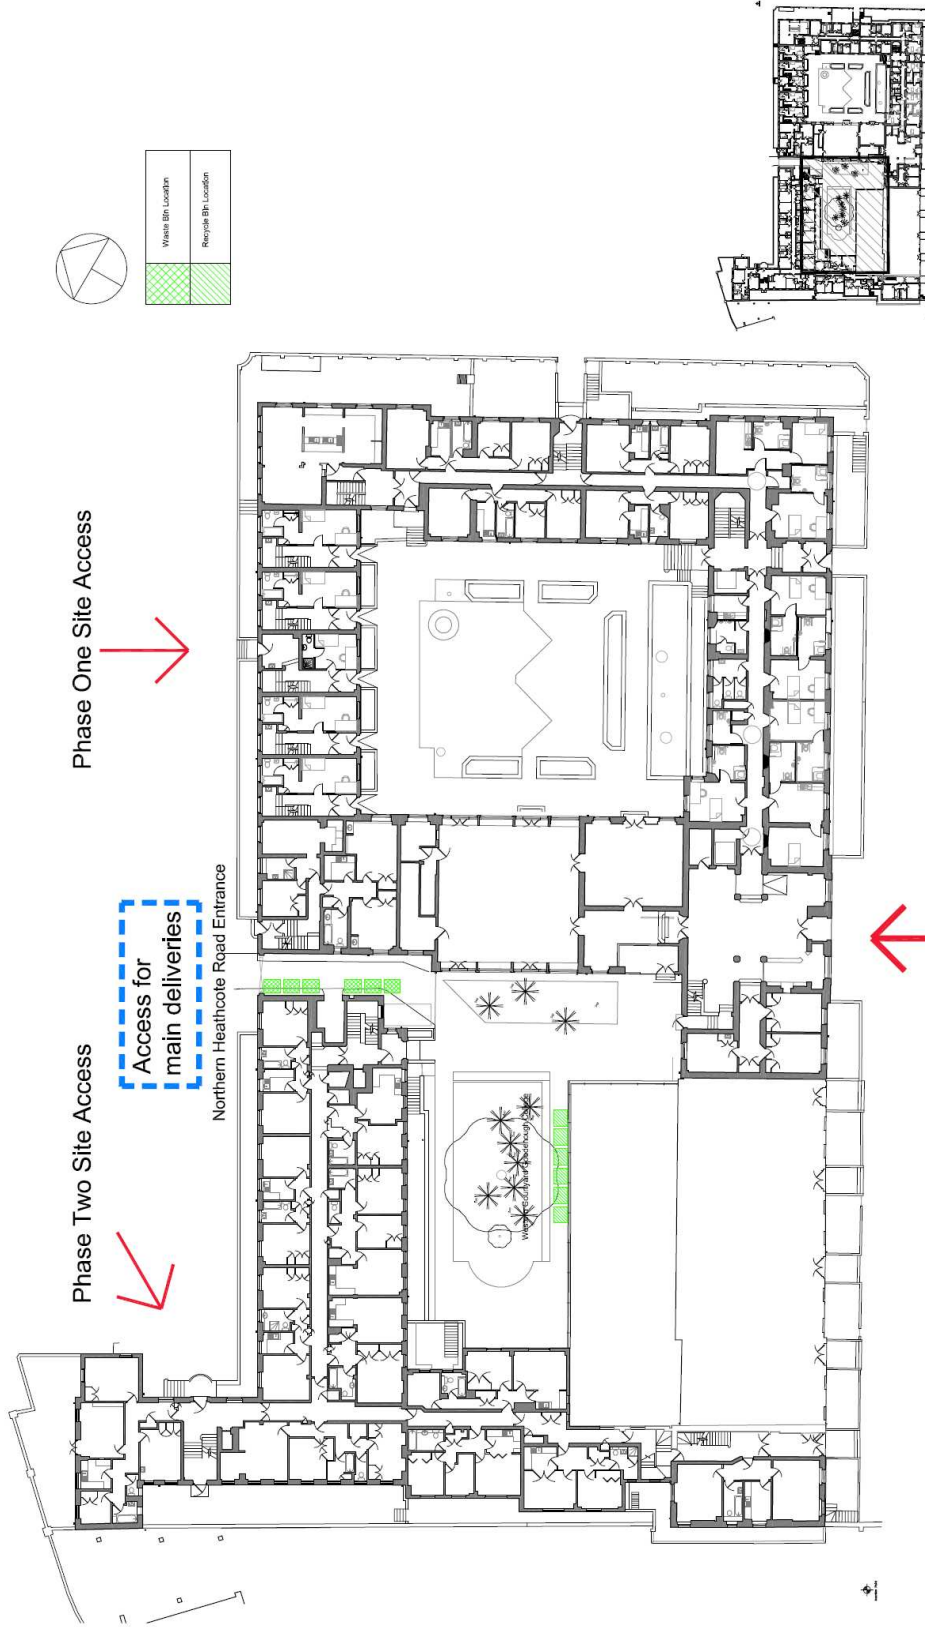 Waste Bin Location
Recycle Bin Location
Phase One Site Access
Access for
main deliveries
Northern Heathcote Road Entrance
Phase Two Site Access